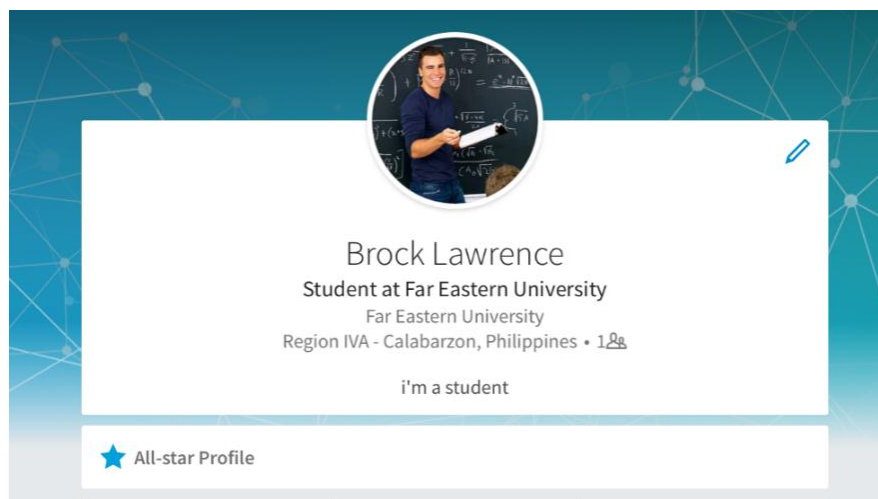 Brock Lawrence
Student at Far Eastern University
Far Eastern University
Region IVA - Calabarzon, Philippines • 1
i'm a student
All-star Profile